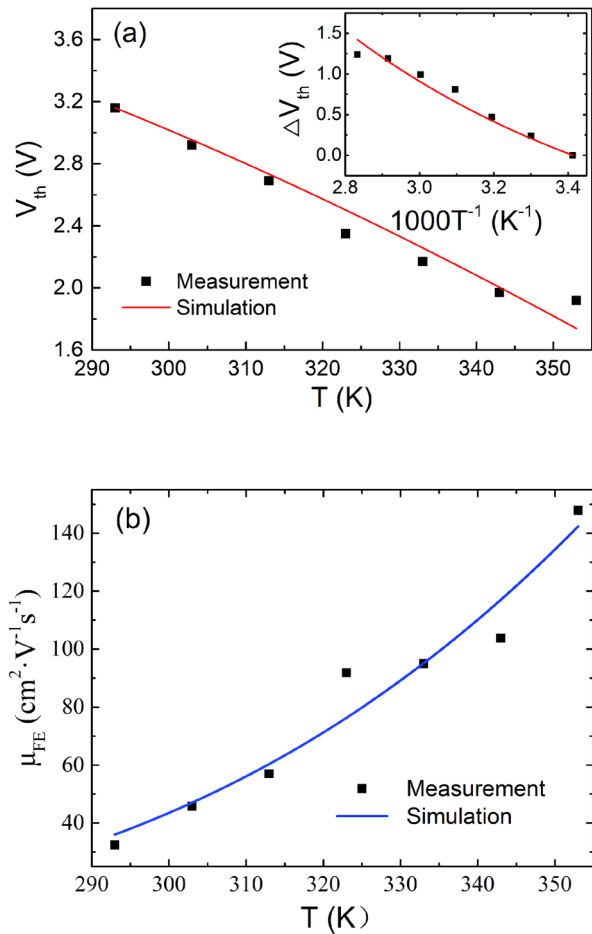 (a)
3.6
3.2
2.8
2.4
2.0
1.6
V_th (V)
290 300 310 320 330 340 350
T (K)
Measurement
Simulation
1.5
1.0
0.5
0.0
△V_th (V)
2.8 3.0 3.2 3.4
1000T⁻¹ (K⁻¹)
(b)
140
120
100
80
60
40
μ_FE (cm²·V⁻¹s⁻¹)
290 300 310 320 330 340 350
T (K)
Measurement
Simulation